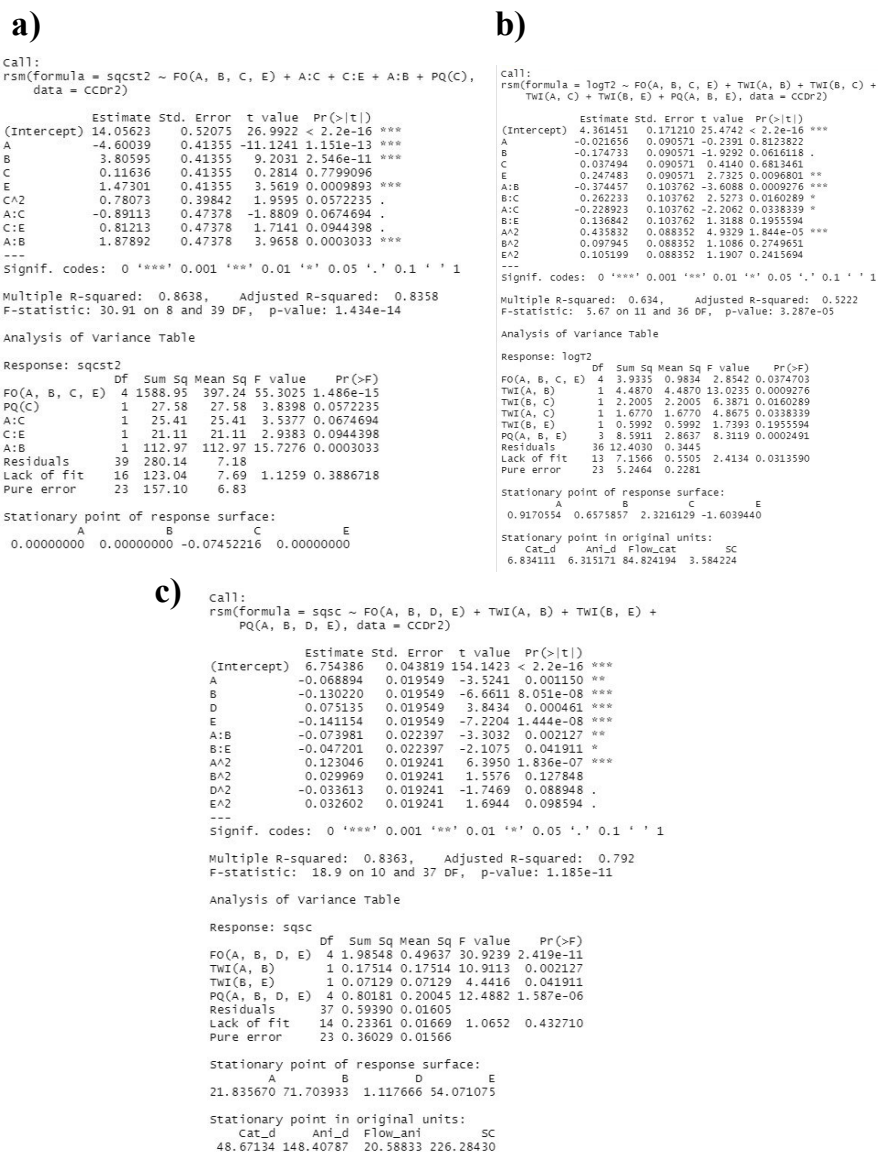 a)
Call:
rsm(formula = sqcst2 ~ FO(A, B, C, E) + A:C + C:E + A:B + PQ(C),
    data = CCDr2)
Estimate Std. Error t value Pr(>|t|)
(Intercept) 14.05623 0.52075 26.9922 < 2.2e-16 ***
A -4.60039 0.41355 -11.1241 1.151e-13 ***
B 3.80595 0.41355 9.2031 2.546e-11 ***
C 0.11636 0.41355 0.2814 0.7799096
E 1.47301 0.41355 3.5619 0.0009893 ***
C^2 0.78073 0.39842 1.9595 0.0572235 .
A:C -0.89113 0.47378 -1.8809 0.0674694 .
C:E 0.81213 0.47378 1.7141 0.0944398 .
A:B 1.87892 0.47378 3.9658 0.0003033 ***
---
Signif. codes: 0 ‘***’ 0.001 ‘**’ 0.01 ‘*’ 0.05 ‘.’ 0.1 ‘ ’ 1
Multiple R-squared: 0.8638, Adjusted R-squared: 0.8358
F-statistic: 30.91 on 8 and 39 DF, p-value: 1.434e-14
Analysis of Variance Table
Response: sqcst2
Df Sum Sq Mean Sq F value Pr(>F)
FO(A, B, C, E) 4 1588.95 397.24 55.3025 1.486e-15
PQ(C) 1 27.58 27.58 3.8398 0.0572235
A:C 1 25.41 25.41 3.5377 0.0674694
C:E 1 21.11 21.11 2.9383 0.0944398
A:B 1 112.97 112.97 15.7276 0.0003033
Residuals 39 280.14 7.18
Lack of fit 16 123.04 7.69 1.1259 0.3886718
Pure error 23 157.10 6.83
Stationary point of response surface:
A B C E
0.00000000 0.00000000 -0.07452216 0.00000000
b)
Call:
rsm(formula = logT2 ~ FO(A, B, C, E) + TWI(A, B) + TWI(B, C) +
    TWI(A, C) + TWI(B, E) + PQ(A, B, E), data = CCDr2)
Estimate Std. Error t value Pr(>|t|)
(Intercept) 4.361451 0.171210 25.4742 < 2.2e-16 ***
A -0.021656 0.090571 -0.2391 0.8123822
B -0.174733 0.090571 -1.9292 0.0616118 .
C 0.037494 0.090571 0.4140 0.6813461
E 0.247483 0.090571 2.7325 0.0096801 **
A:B -0.374457 0.103762 -3.6088 0.0009276 ***
B:C 0.262233 0.103762 2.5273 0.0160289 *
A:C -0.228923 0.103762 -2.2062 0.0338339 *
B:E 0.136842 0.103762 1.3188 0.1955594
A^2 0.435832 0.088352 4.9329 1.844e-05 ***
B^2 0.097945 0.088352 1.1086 0.2749651
E^2 0.105199 0.088352 1.1907 0.2415694
---
Signif. codes: 0 ‘***’ 0.001 ‘**’ 0.01 ‘*’ 0.05 ‘.’ 0.1 ‘ ’ 1
Multiple R-squared: 0.634, Adjusted R-squared: 0.5222
F-statistic: 5.67 on 11 and 36 DF, p-value: 3.287e-05
Analysis of Variance Table
Response: logT2
Df Sum Sq Mean Sq F value Pr(>F)
FO(A, B, C, E) 4 3.9335 0.9834 2.8542 0.0374703
TWI(A, B) 1 4.4870 4.4870 13.0235 0.0009276
TWI(B, C) 1 2.2005 2.2005 6.3871 0.0160289
TWI(A, C) 1 1.6770 1.6770 4.8675 0.0338339
TWI(B, E) 1 0.5992 0.5992 1.7393 0.1955594
PQ(A, B, E) 3 8.5911 2.8637 8.3119 0.0002491
Residuals 36 12.4030 0.3445
Lack of fit 13 7.1566 0.5505 2.4134 0.0313590
Pure error 23 5.2464 0.2281
Stationary point of response surface:
A B C E
0.9170554 0.6575857 2.3216129 -1.6039440
Stationary point in original units:
Cat_d Ani_d Flow_cat SC
6.834111 6.315171 84.824194 3.584224
c)
Call:
rsm(formula = sqsc ~ FO(A, B, D, E) + TWI(A, B) + TWI(B, E) +
    PQ(A, B, D, E), data = CCDr2)
Estimate Std. Error t value Pr(>|t|)
(Intercept) 6.754386 0.043819 154.1423 < 2.2e-16 ***
A -0.068894 0.019549 -3.5241 0.001150 **
B -0.130220 0.019549 -6.6611 8.051e-08 ***
D 0.075135 0.019549 3.8434 0.000461 ***
E -0.141154 0.019549 -7.2204 1.444e-08 ***
A:B -0.073981 0.022397 -3.3032 0.002127 **
B:E -0.047201 0.022397 -2.1075 0.041911 *
A^2 0.123046 0.019241 6.3950 1.836e-07 ***
B^2 0.029969 0.019241 1.5576 0.127848
D^2 -0.033613 0.019241 -1.7469 0.088948 .
E^2 0.032602 0.019241 1.6944 0.098594 .
---
Signif. codes: 0 ‘***’ 0.001 ‘**’ 0.01 ‘*’ 0.05 ‘.’ 0.1 ‘ ’ 1
Multiple R-squared: 0.8363, Adjusted R-squared: 0.792
F-statistic: 18.9 on 10 and 37 DF, p-value: 1.185e-11
Analysis of Variance Table
Response: sqsc
Df Sum Sq Mean Sq F value Pr(>F)
FO(A, B, D, E) 4 1.98548 0.49637 30.9239 2.419e-11
TWI(A, B) 1 0.17514 0.17514 10.9113 0.002127
TWI(B, E) 1 0.07129 0.07129 4.4416 0.041911
PQ(A, B, D, E) 4 0.80181 0.20045 12.4882 1.587e-06
Residuals 37 0.59390 0.01605
Lack of fit 14 0.23361 0.01669 1.0652 0.432710
Pure error 23 0.36029 0.01566
Stationary point of response surface:
A B D E
21.835670 71.703933 1.117666 54.071075
Stationary point in original units:
Cat_d Ani_d Flow_ani SC
48.67134 148.40787 20.58833 226.28430